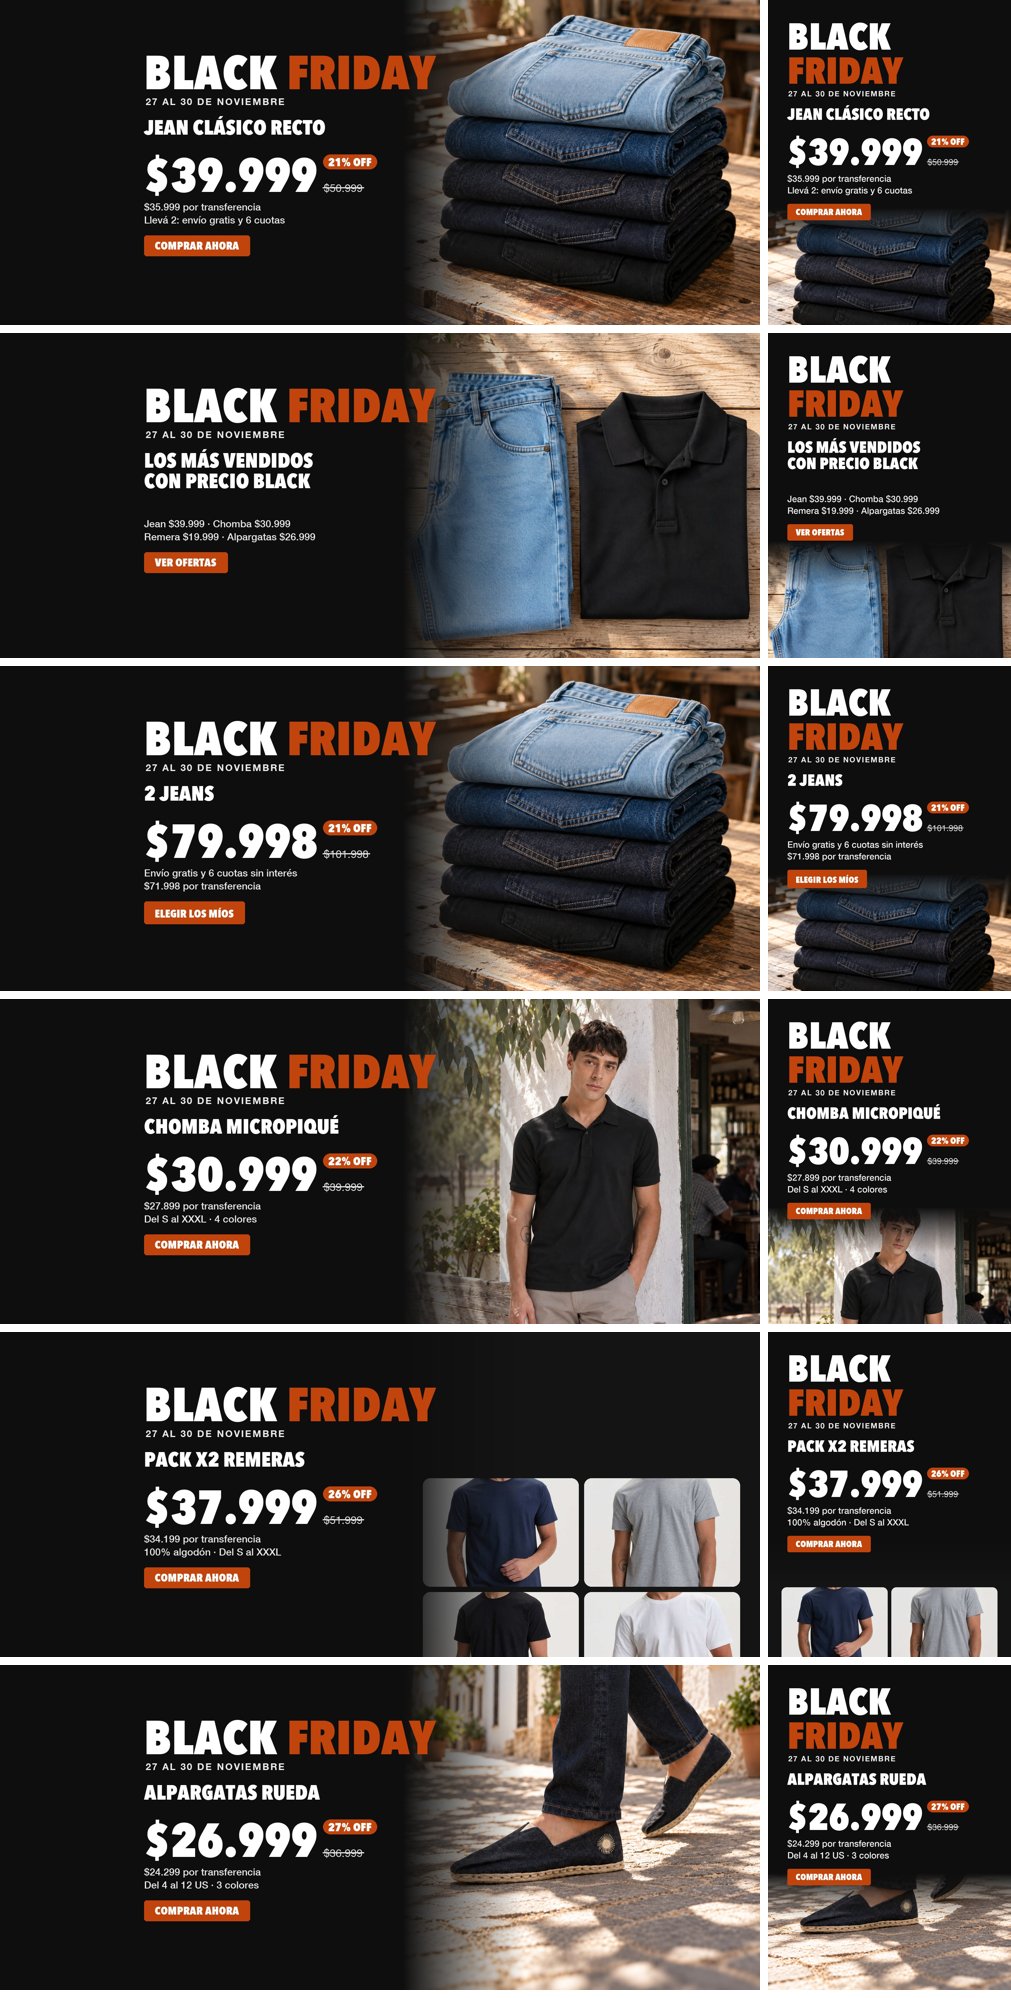 BLACK FRIDAY
27 AL 30 DE NOVIEMBRE
JEAN CLÁSICO RECTO
$39.999 21% OFF
$50.999
$35.999 por transferencia
Llevá 2: envío gratis y 6 cuotas
COMPRAR AHORA
BLACK
FRIDAY
27 AL 30 DE NOVIEMBRE
JEAN CLÁSICO RECTO
$39.999 21% OFF
$50.999
$35.999 por transferencia
Llevá 2: envío gratis y 6 cuotas
COMPRAR AHORA
BLACK FRIDAY
27 AL 30 DE NOVIEMBRE
LOS MÁS VENDIDOS
CON PRECIO BLACK
Jean $39.999 · Chomba $30.999
Remera $19.999 · Alpargatas $26.999
VER OFERTAS
BLACK
FRIDAY
27 AL 30 DE NOVIEMBRE
LOS MÁS VENDIDOS
CON PRECIO BLACK
Jean $39.999 · Chomba $30.999
Remera $19.999 · Alpargatas $26.999
VER OFERTAS
BLACK FRIDAY
27 AL 30 DE NOVIEMBRE
2 JEANS
$79.998 21% OFF
$101.998
Envío gratis y 6 cuotas sin interés
$71.998 por transferencia
ELEGIR LOS MÍOS
BLACK
FRIDAY
27 AL 30 DE NOVIEMBRE
2 JEANS
$79.998 21% OFF
$101.998
Envío gratis y 6 cuotas sin interés
$71.998 por transferencia
ELEGIR LOS MÍOS
BLACK FRIDAY
27 AL 30 DE NOVIEMBRE
CHOMBA MICROPIQUÉ
$30.999 22% OFF
$39.999
$27.899 por transferencia
Del S al XXXL · 4 colores
COMPRAR AHORA
BLACK
FRIDAY
27 AL 30 DE NOVIEMBRE
CHOMBA MICROPIQUÉ
$30.999 22% OFF
$39.999
$27.899 por transferencia
Del S al XXXL · 4 colores
COMPRAR AHORA
BLACK FRIDAY
27 AL 30 DE NOVIEMBRE
PACK X2 REMERAS
$37.999 26% OFF
$51.999
$34.199 por transferencia
100% algodón · Del S al XXXL
COMPRAR AHORA
BLACK
FRIDAY
27 AL 30 DE NOVIEMBRE
PACK X2 REMERAS
$37.999 26% OFF
$51.999
$34.199 por transferencia
100% algodón · Del S al XXXL
COMPRAR AHORA
BLACK FRIDAY
27 AL 30 DE NOVIEMBRE
ALPARGATAS RUEDA
$26.999 27% OFF
$36.999
$24.299 por transferencia
Del 4 al 12 US · 3 colores
COMPRAR AHORA
BLACK
FRIDAY
27 AL 30 DE NOVIEMBRE
ALPARGATAS RUEDA
$26.999 27% OFF
$36.999
$24.299 por transferencia
Del 4 al 12 US · 3 colores
COMPRAR AHORA